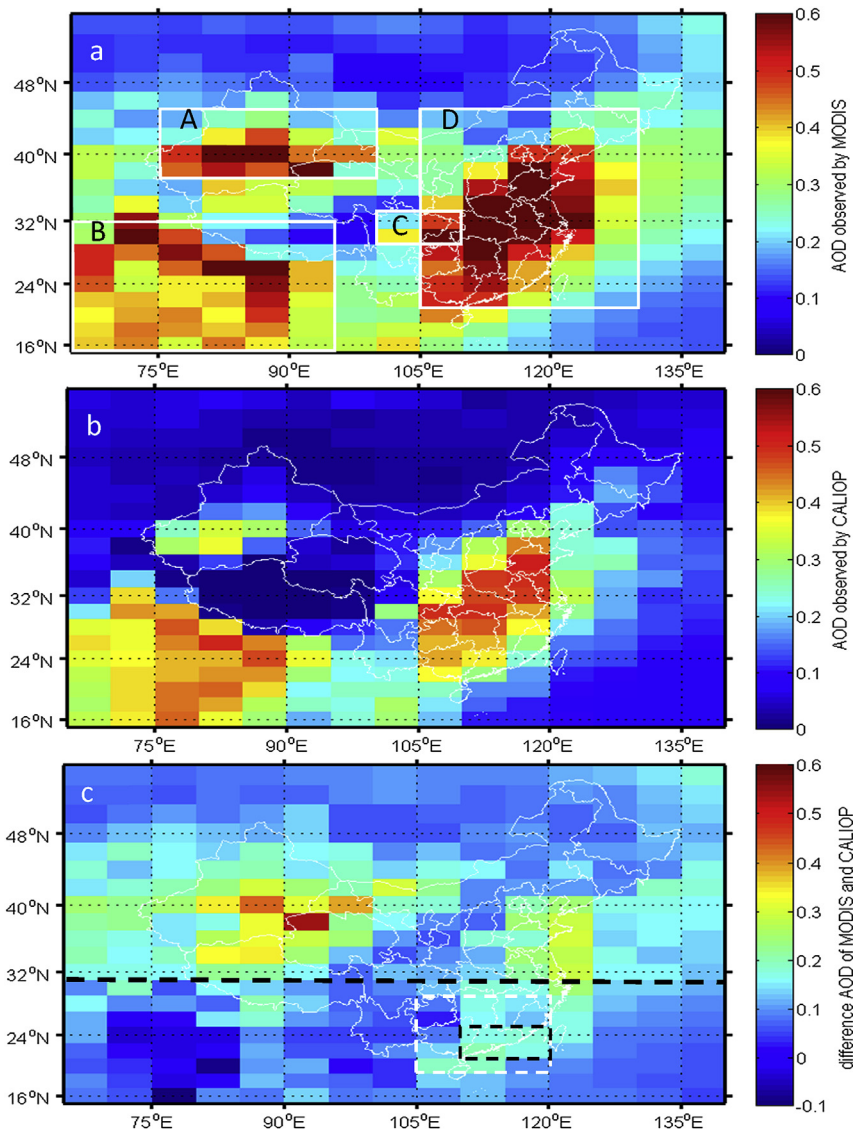 a
A
B
C
D
48°N
40°N
32°N
24°N
16°N
75°E
90°E
105°E
120°E
135°E
0.6
0.5
0.4
0.3
0.2
0.1
0
AOD observed by MODIS
b
48°N
40°N
32°N
24°N
16°N
75°E
90°E
105°E
120°E
135°E
0.6
0.5
0.4
0.3
0.2
0.1
0
AOD observed by CALIOP
c
48°N
40°N
32°N
24°N
16°N
75°E
90°E
105°E
120°E
135°E
0.6
0.5
0.4
0.3
0.2
0.1
0
-0.1
difference AOD of MODIS and CALIOP